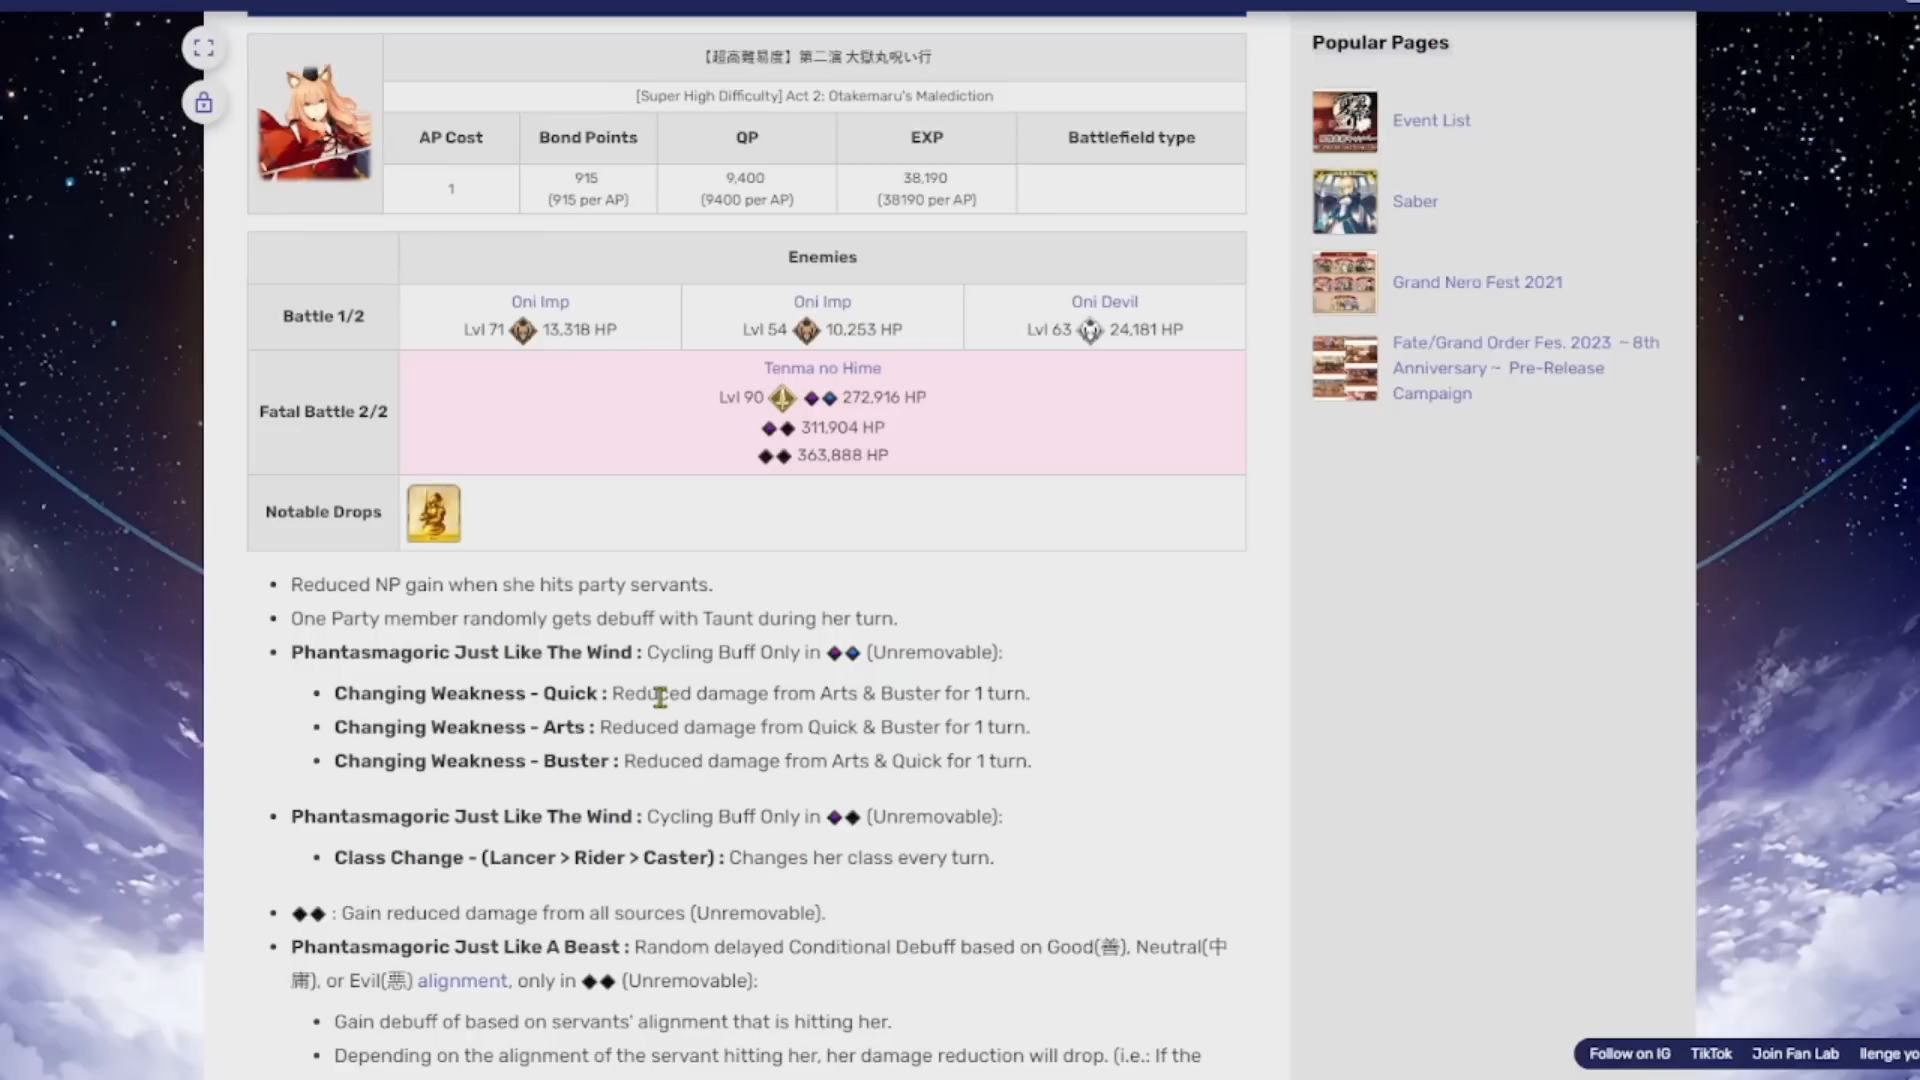 【超高難易度】第二演 大嶽丸呪い行
[Super High Difficulty] Act 2: Otakemaru's Malediction
AP Cost Bond Points QP EXP Battlefield type
1 915 9,400 38,190
(915 per AP) (9400 per AP) (38190 per AP)
Enemies
Battle 1/2
Oni Imp Oni Imp Oni Devil
Lvl 71 13,318 HP Lvl 54 10,253 HP Lvl 63 24,181 HP
Fatal Battle 2/2
Tenma no Hime
Lvl 90 272,916 HP
311,904 HP
363,888 HP
Notable Drops
Reduced NP gain when she hits party servants.
One Party member randomly gets debuff with Taunt during her turn.
Phantasmagoric Just Like The Wind : Cycling Buff Only in (Unremovable):
Changing Weakness - Quick : Reduced damage from Arts & Buster for 1 turn.
Changing Weakness - Arts : Reduced damage from Quick & Buster for 1 turn.
Changing Weakness - Buster : Reduced damage from Arts & Quick for 1 turn.
Phantasmagoric Just Like The Wind : Cycling Buff Only in (Unremovable):
Class Change - (Lancer > Rider > Caster) : Changes her class every turn.
: Gain reduced damage from all sources (Unremovable).
Phantasmagoric Just Like A Beast : Random delayed Conditional Debuff based on Good(善), Neutral(中
庸), or Evil(悪) alignment, only in (Unremovable):
Gain debuff of based on servants' alignment that is hitting her.
Depending on the alignment of the servant hitting her, her damage reduction will drop. (i.e.: If the
Popular Pages
Event List
Saber
Grand Nero Fest 2021
Fate/Grand Order Fes. 2023 ~8th
Anniversary~ Pre-Release
Campaign
Follow on IG TikTok Join Fan Lab llenge yo